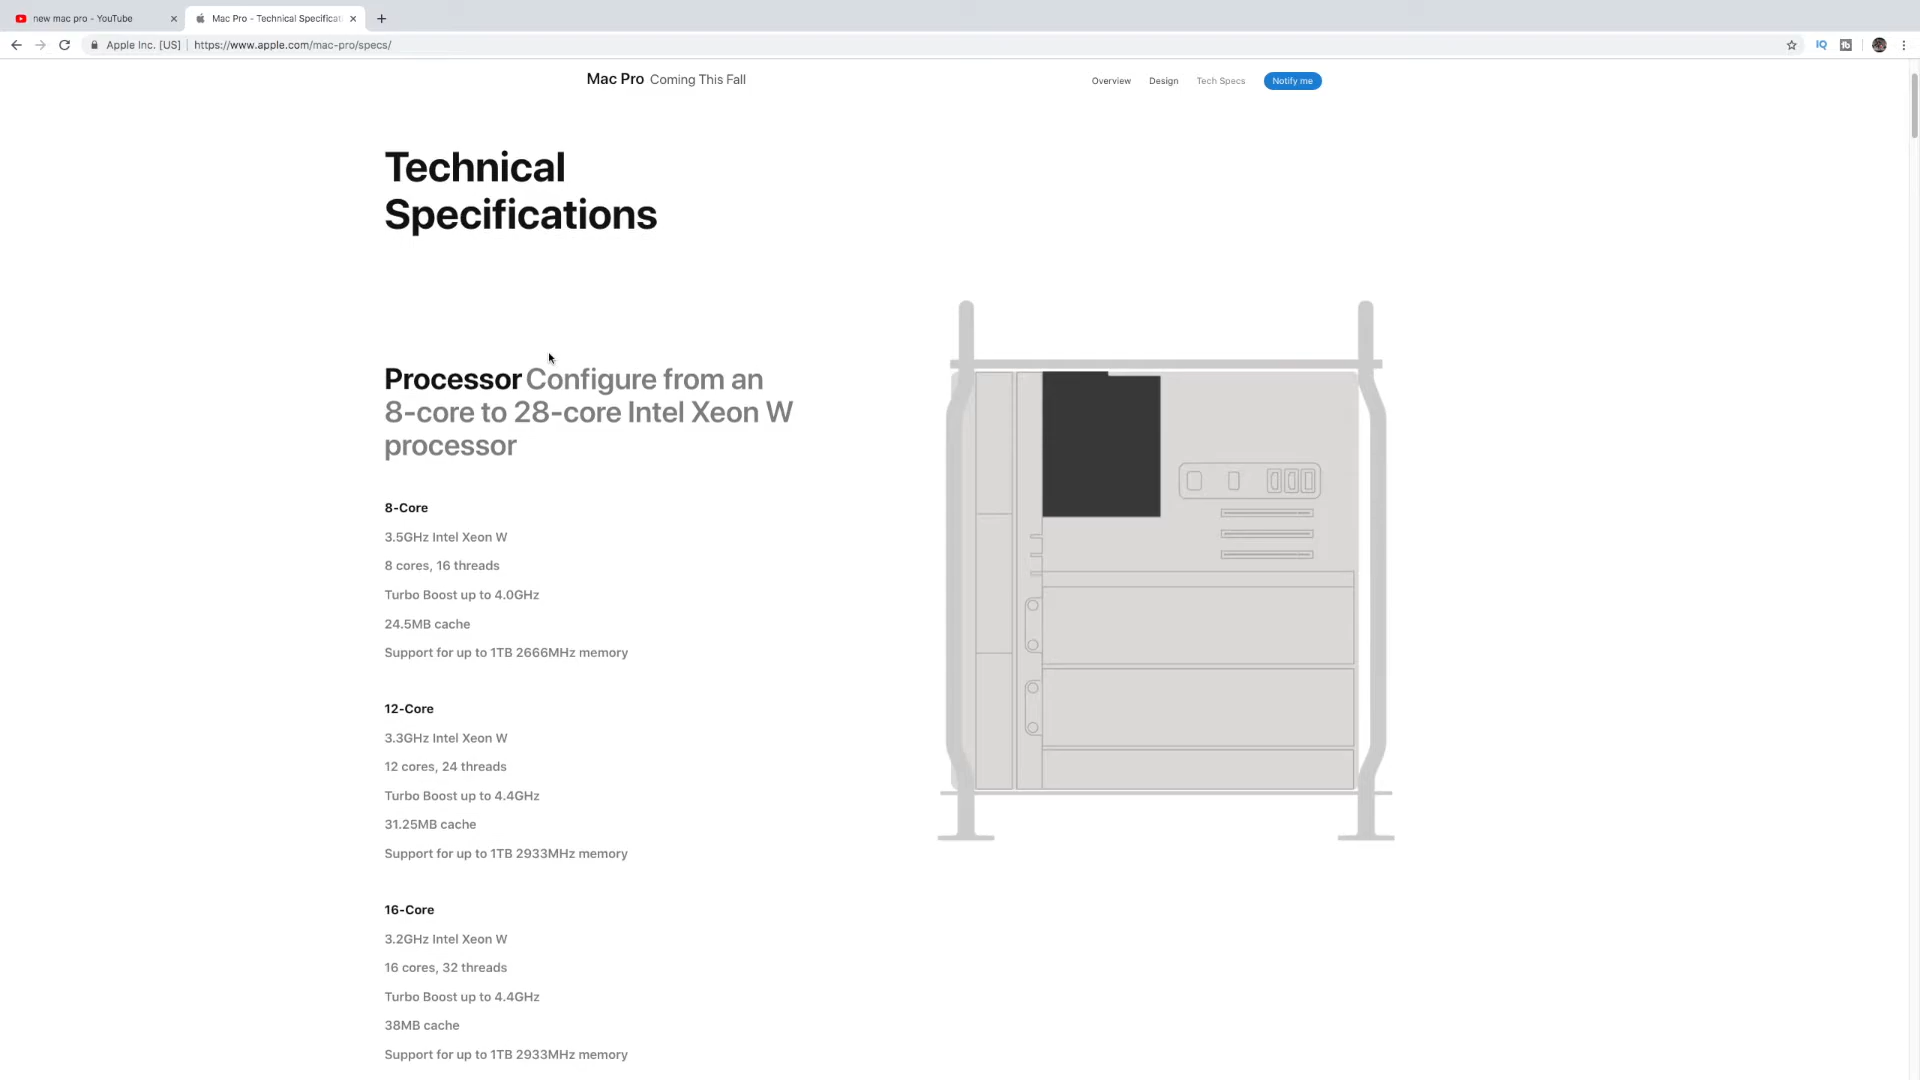 new mac pro - YouTube
Mac Pro - Technical Specificat
Apple Inc. [US]
https://www.apple.com/mac-pro/specs/
IQ
Mac Pro Coming This Fall
Overview
Design
Tech Specs
Notify me
Technical
Specifications
Processor Configure from an
8-core to 28-core Intel Xeon W
processor
8-Core
3.5GHz Intel Xeon W
8 cores, 16 threads
Turbo Boost up to 4.0GHz
24.5MB cache
Support for up to 1TB 2666MHz memory
12-Core
3.3GHz Intel Xeon W
12 cores, 24 threads
Turbo Boost up to 4.4GHz
31.25MB cache
Support for up to 1TB 2933MHz memory
16-Core
3.2GHz Intel Xeon W
16 cores, 32 threads
Turbo Boost up to 4.4GHz
38MB cache
Support for up to 1TB 2933MHz memory